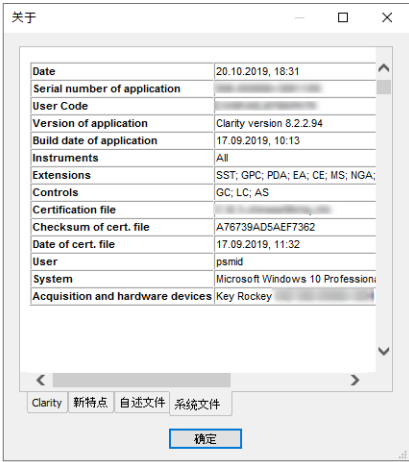 关于
Date 20.10.2019, 18:31
Serial number of application
User Code
Version of application Clarity version 8.2.2.94
Build date of application 17.09.2019, 10:13
Instruments All
Extensions SST; GPC; PDA; EA; CE; MS; NGA;
Controls GC; LC; AS
Certification file
Checksum of cert. file A76739AD5AEF7362
Date of cert. file 17.09.2019, 11:32
User psmid
System Microsoft Windows 10 Professiona
Acquisition and hardware devices Key Rockey
Clarity 新特点 自述文件 系统文件
确定